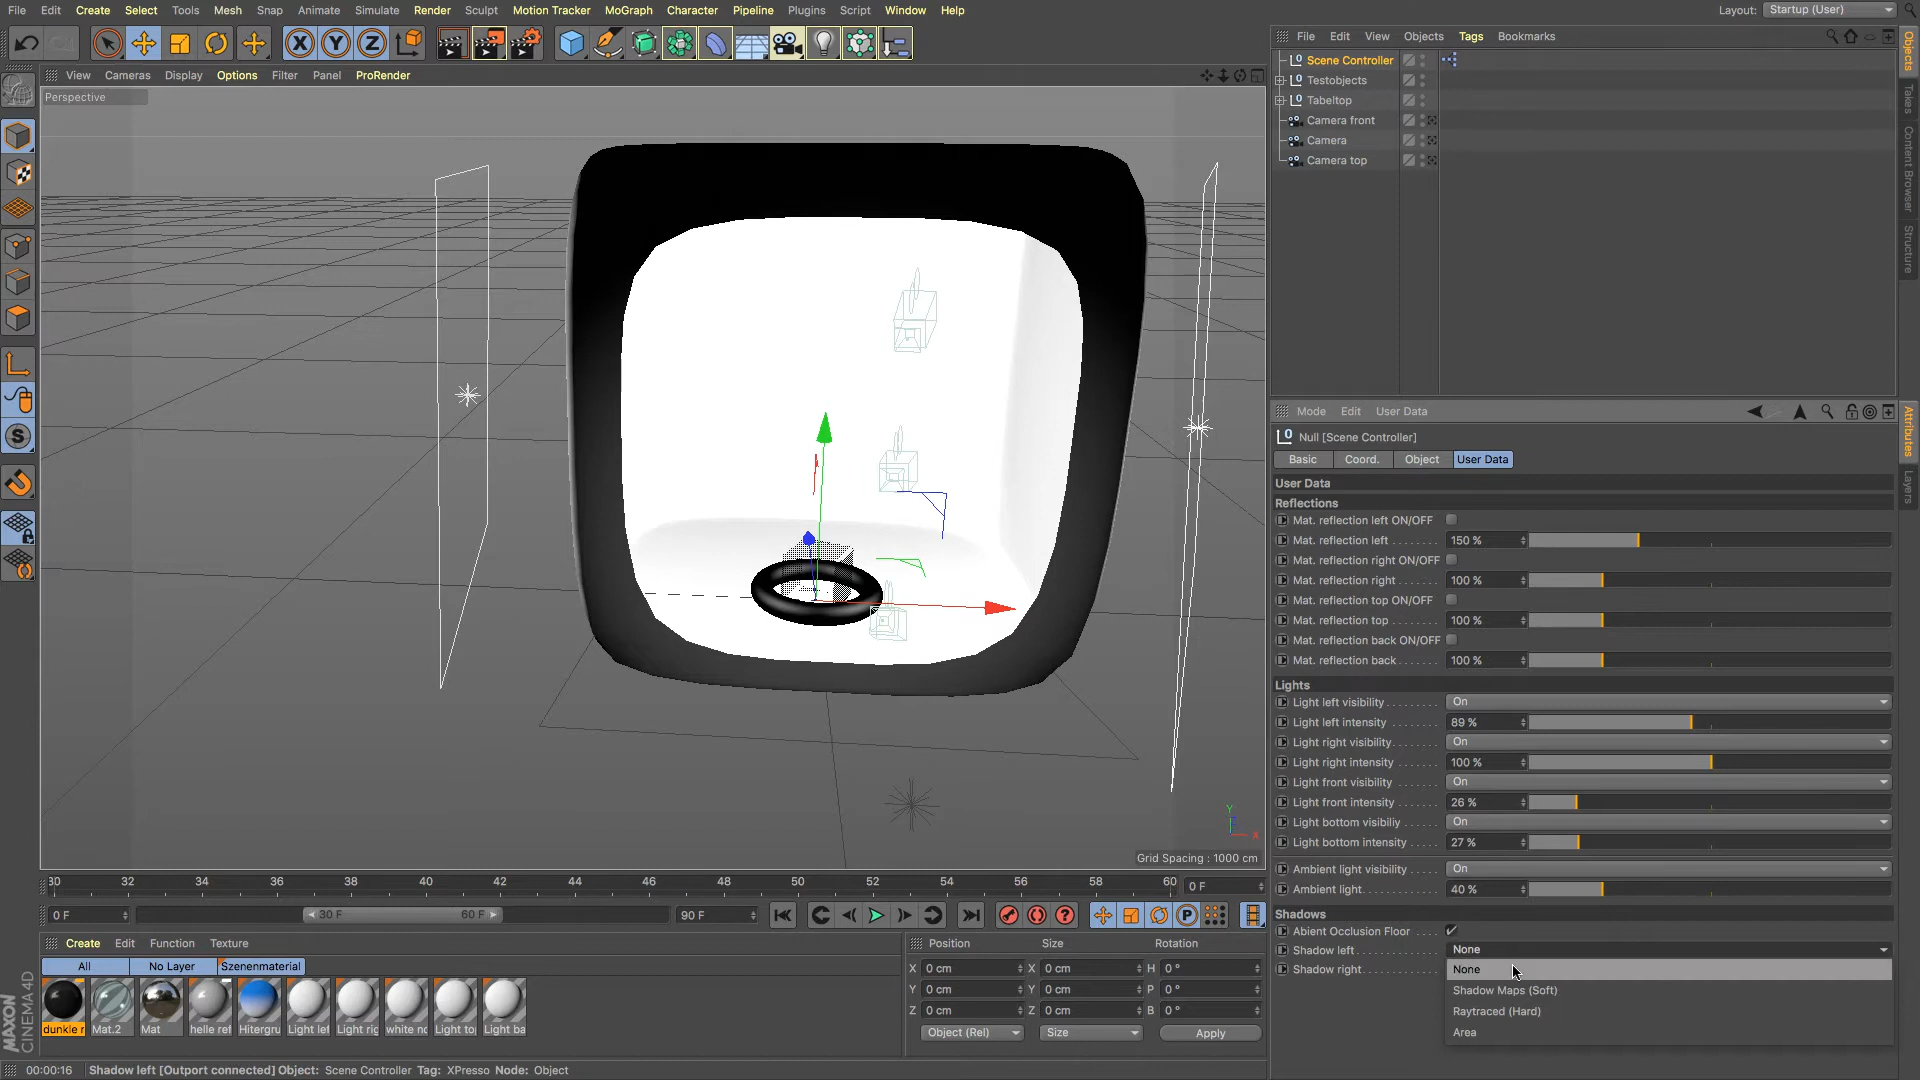 File Edit Create Select Tools Mesh Snap Animate Simulate Render Sculpt Motion Tracker MoGraph Character Pipeline Plugins Script Window Help Layout: Startup (User)
X Y Z
View Cameras Display Options Filter Panel ProRender
Perspective
Grid Spacing : 1000 cm
Y
Z
X
S
30 32 34 36 38 40 42 44 46 48 50 52 54 56 58 60 0 F
0 F 30 F 60 F 90 F P
Create Edit Function Texture
All No Layer Szenenmaterial
dunkle r Mat.2 Mat helle ref Hitergru Light lef Light rig white no Light to Light ba
Position Size Rotation
X 0 cm X 0 cm H 0 °
Y 0 cm Y 0 cm P 0 °
Z 0 cm Z 0 cm B 0 °
Object (Rel) Size Apply
MAXON CINEMA 4D
00:00:16 Shadow left [Outport connected] Object: Scene Controller Tag: XPresso Node: Object
File Edit View Objects Tags Bookmarks
Scene Controller
Testobjects
Tabeltop
Camera front
Camera
Camera top
Objects
Takes
Content Browser
Structure
Mode Edit User Data
Null [Scene Controller]
Basic Coord. Object User Data
User Data
Reflections
Mat. reflection left ON/OFF
Mat. reflection left 150 %
Mat. reflection right ON/OFF
Mat. reflection right 100 %
Mat. reflection top ON/OFF
Mat. reflection top 100 %
Mat. reflection back ON/OFF
Mat. reflection back 100 %
Lights
Light left visibility On
Light left intensity 89 %
Light right visibility On
Light right intensity 100 %
Light front visibility On
Light front intensity 26 %
Light bottom visibiliy On
Light bottom intensity 27 %
Ambient light visibility On
Ambient light 40 %
Shadows
Abient Occlusion Floor
Shadow left None
Shadow right
None
Shadow Maps (Soft)
Raytraced (Hard)
Area
Attributes
Layers